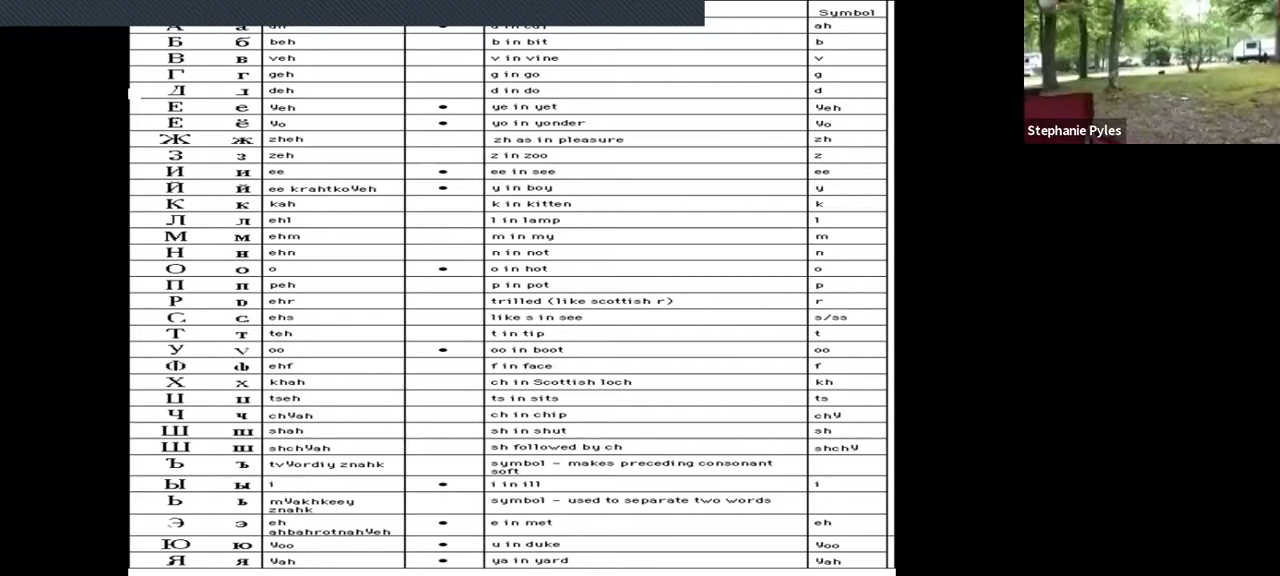 Symbol
А а ah • ah
Б б beh b in bit b
В в veh v in vine v
Г г geh g in go g
Д д deh d in do d
Е е yeh • ye in yet yeh
Е ё yo • yo in yonder yo
Ж ж zheh zh as in pleasure zh
З з zeh z in zoo z
И и ee • ee in see ee
Й й ee krahtkoyeh • y in boy y
К к kah k in kitten k
Л л ehl l in lamp l
М м ehm m in my m
Н н ehn n in not n
О о o • o in hot o
П п peh p in pot p
Р р ehr trilled (like scottish r) r
С с ehs like s in see s/ss
Т т teh t in tip t
У у oo • oo in boot oo
Ф ф ehf f in face f
Х х khah ch in Scottish loch kh
Ц ц tseh ts in sits ts
Ч ч chyah ch in chip chy
Ш ш shah sh in shut sh
Ш ш shchyah sh followed by ch shchy
Ъ ъ tvyordiy znahk symbol – makes preceding consonant
soft
Ы ы i • i in ill i
Ь ь myakhkeey symbol – used to separate two words
znahk
Э э eh • e in met eh
ahbahrotnahyeh
Ю ю yoo • u in duke yoo
Я я yah • ya in yard yah
Stephanie Pyles